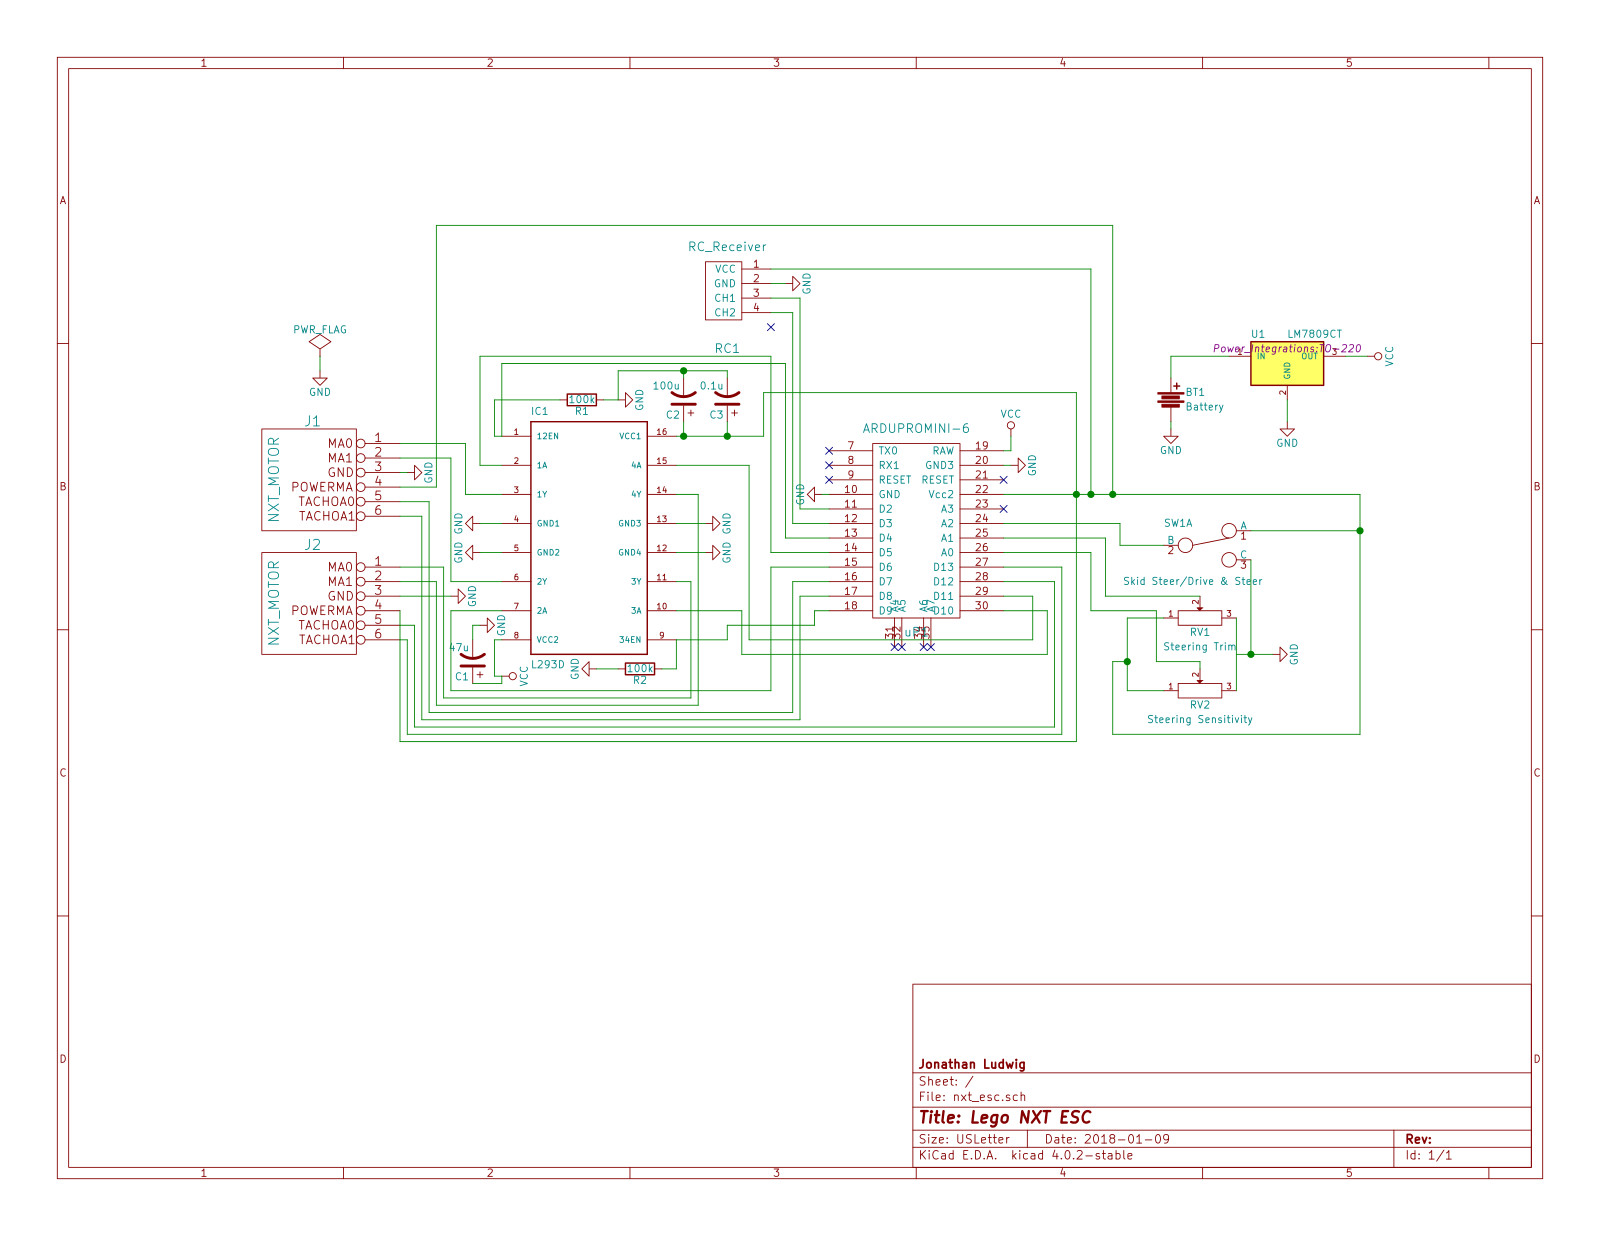 1 2 3 4 5
A A
B B
C C
D D
RC_Receiver
VCC 1
GND 2 GND
CH1 3
CH2 4
RC1
PWR_FLAG
GND
J1
NXT_MOTOR
MA0 1
MA1 2
GND 3 GND
POWERMA 4
TACHOA0 5
TACHOA1 6
J2
NXT_MOTOR
MA0 1
MA1 2
GND 3 GND
POWERMA 4
TACHOA0 5
TACHOA1 6
100k
R1
GND
100u
C2
+
0.1u
C3
+
IC1
1 12EN VCC1 16
2 1A 4A 15
3 1Y 4Y 14
GND 4 GND1 GND3 13 GND
GND 5 GND2 GND4 12 GND
6 2Y 3Y 11
7 2A 3A 10
8 VCC2 34EN 9
L293D
GND
47u
C1
+
VCC
GND
100k
R2
ARDUPROMINI-6
VCC
7 TX0 RAW 19
8 RX1 GND3 20 GND
9 RESET RESET 21
GND 10 GND Vcc2 22
11 D2 A3 23
12 D3 A2 24
13 D4 A1 25
14 D5 A0 26
15 D6 D13 27
16 D7 D12 28
17 D8 D11 29
18 D9 D10 30
A4 A5 A6 A7
31 32 34 33
U1 LM7809CT
Power_Integrations:TO-220
1 IN OUT 3 VCC
GND
2
GND
+
BT1
Battery
GND
SW1A
A
1
B
2
C
3
Skid Steer/Drive & Steer
1 2 3
RV1
Steering Trim
GND
1 2 3
RV2
Steering Sensitivity
Jonathan Ludwig
Sheet: /
File: nxt_esc.sch
Title: Lego NXT ESC
Size: USLetter Date: 2018-01-09 Rev:
KiCad E.D.A. kicad 4.0.2-stable Id: 1/1
1 2 3 4 5